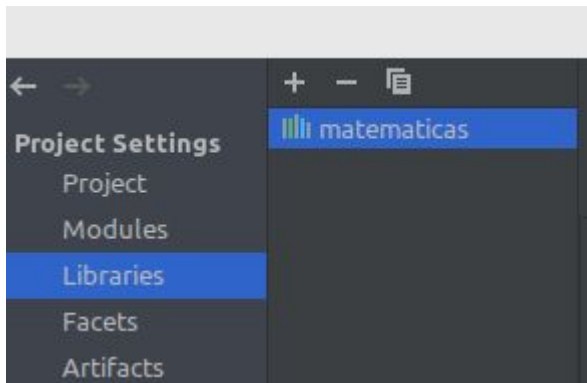 Project Settings
Project
Modules
Libraries
Facets
Artifacts
matematicas